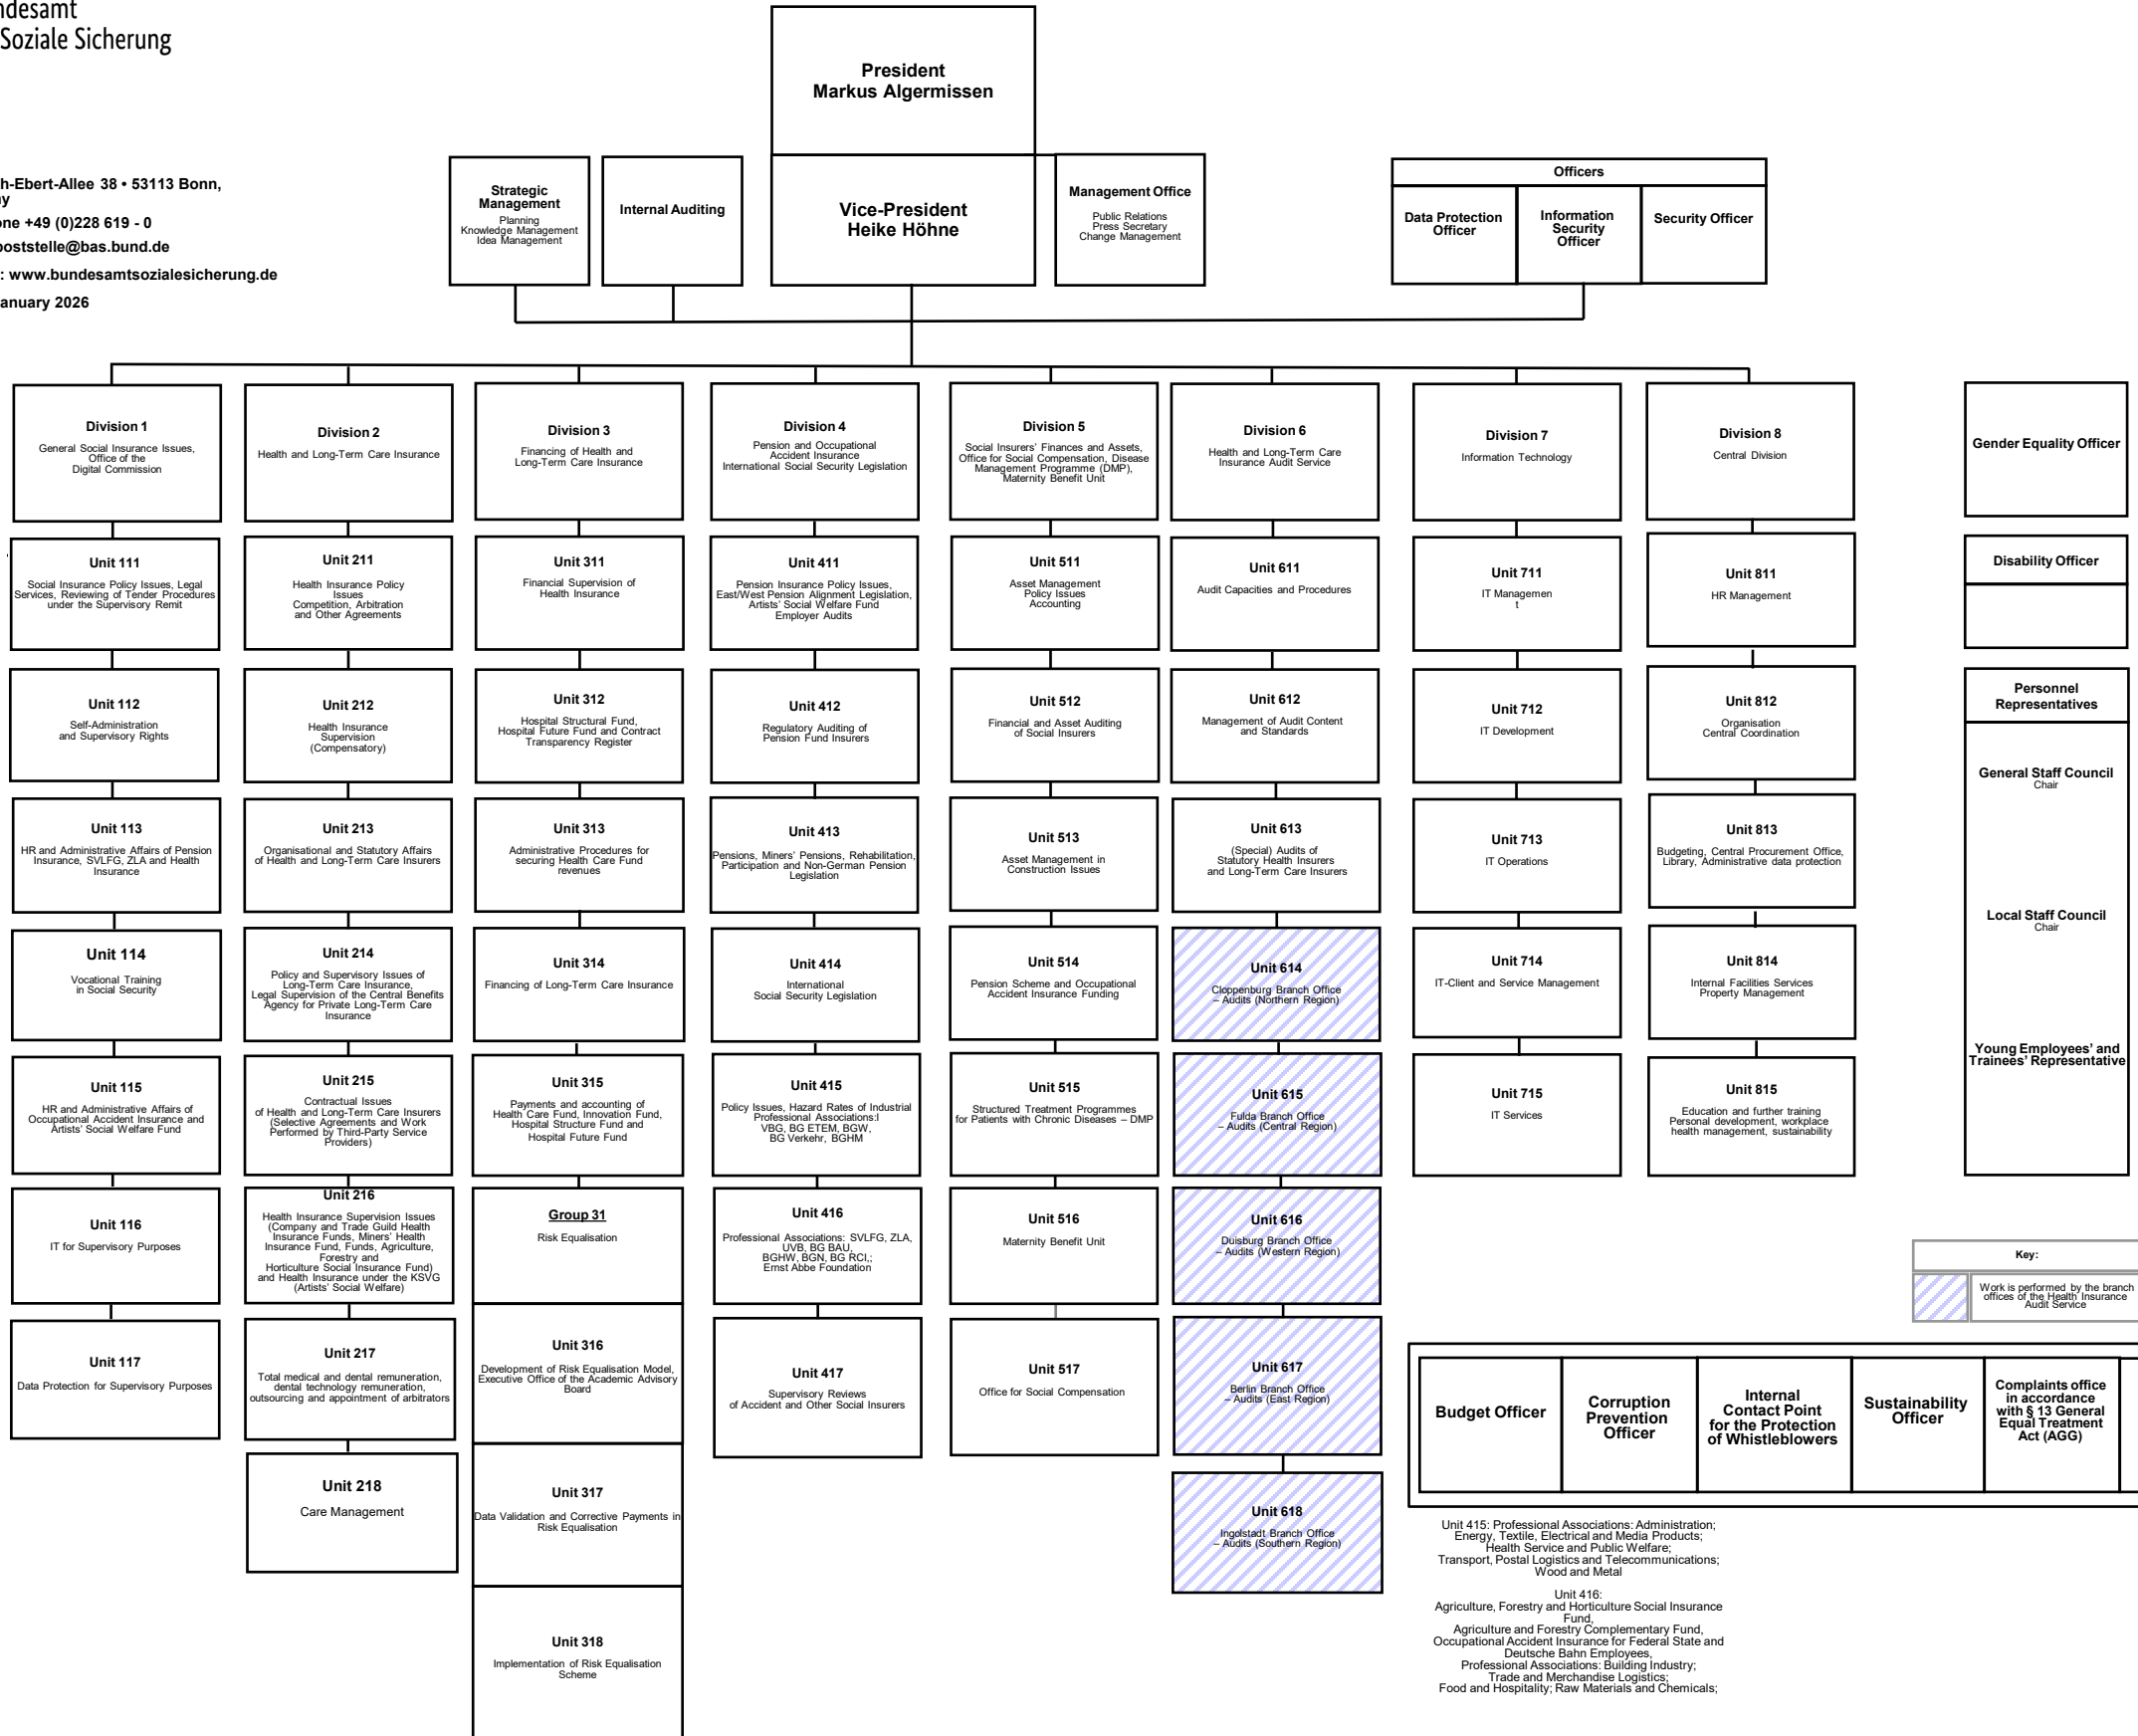 ndesamt
Soziale Sicherung
h-Ebert-Allee 38 • 53113 Bonn,
ny
one +49 (0)228 619 - 0
poststelle@bas.bund.de
: www.bundesamtsozialesicherung.de
anuary 2026
President
Markus Algermissen
Vice-President
Heike Höhne
Strategic
Management
Planning
Knowledge Management
Idea Management
Internal Auditing
Management Office
Public Relations
Press Secretary
Change Management
Officers
Data Protection
Officer
Information
Security
Officer
Security Officer
Division 1
General Social Insurance Issues,
Office of the
Digital Commission
Unit 111
Social Insurance Policy Issues, Legal
Services, Reviewing of Tender Procedures
under the Supervisory Remit
Unit 112
Self-Administration
and Supervisory Rights
Unit 113
HR and Administrative Affairs of Pension
Insurance, SVLFG, ZLA and Health
Insurance
Unit 114
Vocational Training
in Social Security
Unit 115
HR and Administrative Affairs of
Occupational Accident Insurance and
Artists' Social Welfare Fund
Unit 116
IT for Supervisory Purposes
Unit 117
Data Protection for Supervisory Purposes
Division 2
Health and Long-Term Care Insurance
Unit 211
Health Insurance Policy
Issues
Competition, Arbitration
and Other Agreements
Unit 212
Health Insurance
Supervision
(Compensatory)
Unit 213
Organisational and Statutory Affairs
of Health and Long-Term Care Insurers
Unit 214
Policy and Supervisory Issues of
Long-Term Care Insurance,
Legal Supervision of the Central Benefits
Agency for Private Long-Term Care
Insurance
Unit 215
Contractual Issues
of Health and Long-Term Care Insurers
(Selective Agreements and Work
Performed by Third-Party Service
Providers)
Unit 216
Health Insurance Supervision Issues
(Company and Trade Guild Health
Insurance Funds, Miners' Health
Insurance Fund, Funds, Agriculture,
Forestry and
Horticulture Social Insurance Fund)
and Health Insurance under the KSVG
(Artists' Social Welfare)
Unit 217
Total medical and dental remuneration,
dental technology remuneration,
outsourcing and appointment of arbitrators
Unit 218
Care Management
Division 3
Financing of Health and
Long-Term Care Insurance
Unit 311
Financial Supervision of
Health Insurance
Unit 312
Hospital Structural Fund,
Hospital Future Fund and Contract
Transparency Register
Unit 313
Administrative Procedures for
securing Health Care Fund
revenues
Unit 314
Financing of Long-Term Care Insurance
Unit 315
Payments and accounting of
Health Care Fund, Innovation Fund,
Hospital Structure Fund and
Hospital Future Fund
Group 31
Risk Equalisation
Unit 316
Development of Risk Equalisation Model,
Executive Office of the Academic Advisory
Board
Unit 317
Data Validation and Corrective Payments in
Risk Equalisation
Unit 318
Implementation of Risk Equalisation
Scheme
Division 4
Pension and Occupational
Accident Insurance
International Social Security Legislation
Unit 411
Pension Insurance Policy Issues,
East/West Pension Alignment Legislation,
Artists' Social Welfare Fund
Employer Audits
Unit 412
Regulatory Auditing of
Pension Fund Insurers
Unit 413
Pensions, Miners' Pensions, Rehabilitation,
Participation and Non-German Pension
Legislation
Unit 414
International
Social Security Legislation
Unit 415
Policy Issues, Hazard Rates of Industrial
Professional Associations:l
VBG, BG ETEM, BGW,
BG Verkehr, BGHM
Unit 416
Professional Associations: SVLFG, ZLA,
UVB, BG BAU,
BGHW, BGN, BG RCI,;
Ernst Abbe Foundation
Unit 417
Supervisory Reviews
of Accident and Other Social Insurers
Division 5
Social Insurers' Finances and Assets,
Office for Social Compensation, Disease
Management Programme (DMP),
Maternity Benefit Unit
Unit 511
Asset Management
Policy Issues
Accounting
Unit 512
Financial and Asset Auditing
of Social Insurers
Unit 513
Asset Management in
Construction Issues
Unit 514
Pension Scheme and Occupational
Accident Insurance Funding
Unit 515
Structured Treatment Programmes
for Patients with Chronic Diseases – DMP
Unit 516
Maternity Benefit Unit
Unit 517
Office for Social Compensation
Division 6
Health and Long-Term Care
Insurance Audit Service
Unit 611
Audit Capacities and Procedures
Unit 612
Management of Audit Content
and Standards
Unit 613
(Special) Audits of
Statutory Health Insurers
and Long-Term Care Insurers
Unit 614
Cloppenburg Branch Office
– Audits (Northern Region)
Unit 615
Fulda Branch Office
– Audits (Central Region)
Unit 616
Duisburg Branch Office
– Audits (Western Region)
Unit 617
Berlin Branch Office
– Audits (East Region)
Unit 618
Ingolstadt Branch Office
– Audits (Southern Region)
Division 7
Information Technology
Unit 711
IT Managemen
t
Unit 712
IT Development
Unit 713
IT Operations
Unit 714
IT-Client and Service Management
Unit 715
IT Services
Division 8
Central Division
Unit 811
HR Management
Unit 812
Organisation
Central Coordination
Unit 813
Budgeting, Central Procurement Office,
Library, Administrative data protection
Unit 814
Internal Facilities Services
Property Management
Unit 815
Education and further training
Personal development, workplace
health management, sustainability
Gender Equality Officer
Disability Officer
Personnel
Representatives
General Staff Council
Chair
Local Staff Council
Chair
Young Employees' and
Trainees' Representative
Key:
Work is performed by the branch
offices of the Health Insurance
Audit Service
Budget Officer
Corruption
Prevention
Officer
Internal
Contact Point
for the Protection
of Whistleblowers
Sustainability
Officer
Complaints office
in accordance
with § 13 General
Equal Treatment
Act (AGG)
Unit 415: Professional Associations: Administration;
Energy, Textile, Electrical and Media Products;
Health Service and Public Welfare;
Transport, Postal Logistics and Telecommunications;
Wood and Metal
Unit 416:
Agriculture, Forestry and Horticulture Social Insurance
Fund,
Agriculture and Forestry Complementary Fund,
Occupational Accident Insurance for Federal State and
Deutsche Bahn Employees,
Professional Associations: Building Industry;
Trade and Merchandise Logistics;
Food and Hospitality; Raw Materials and Chemicals;